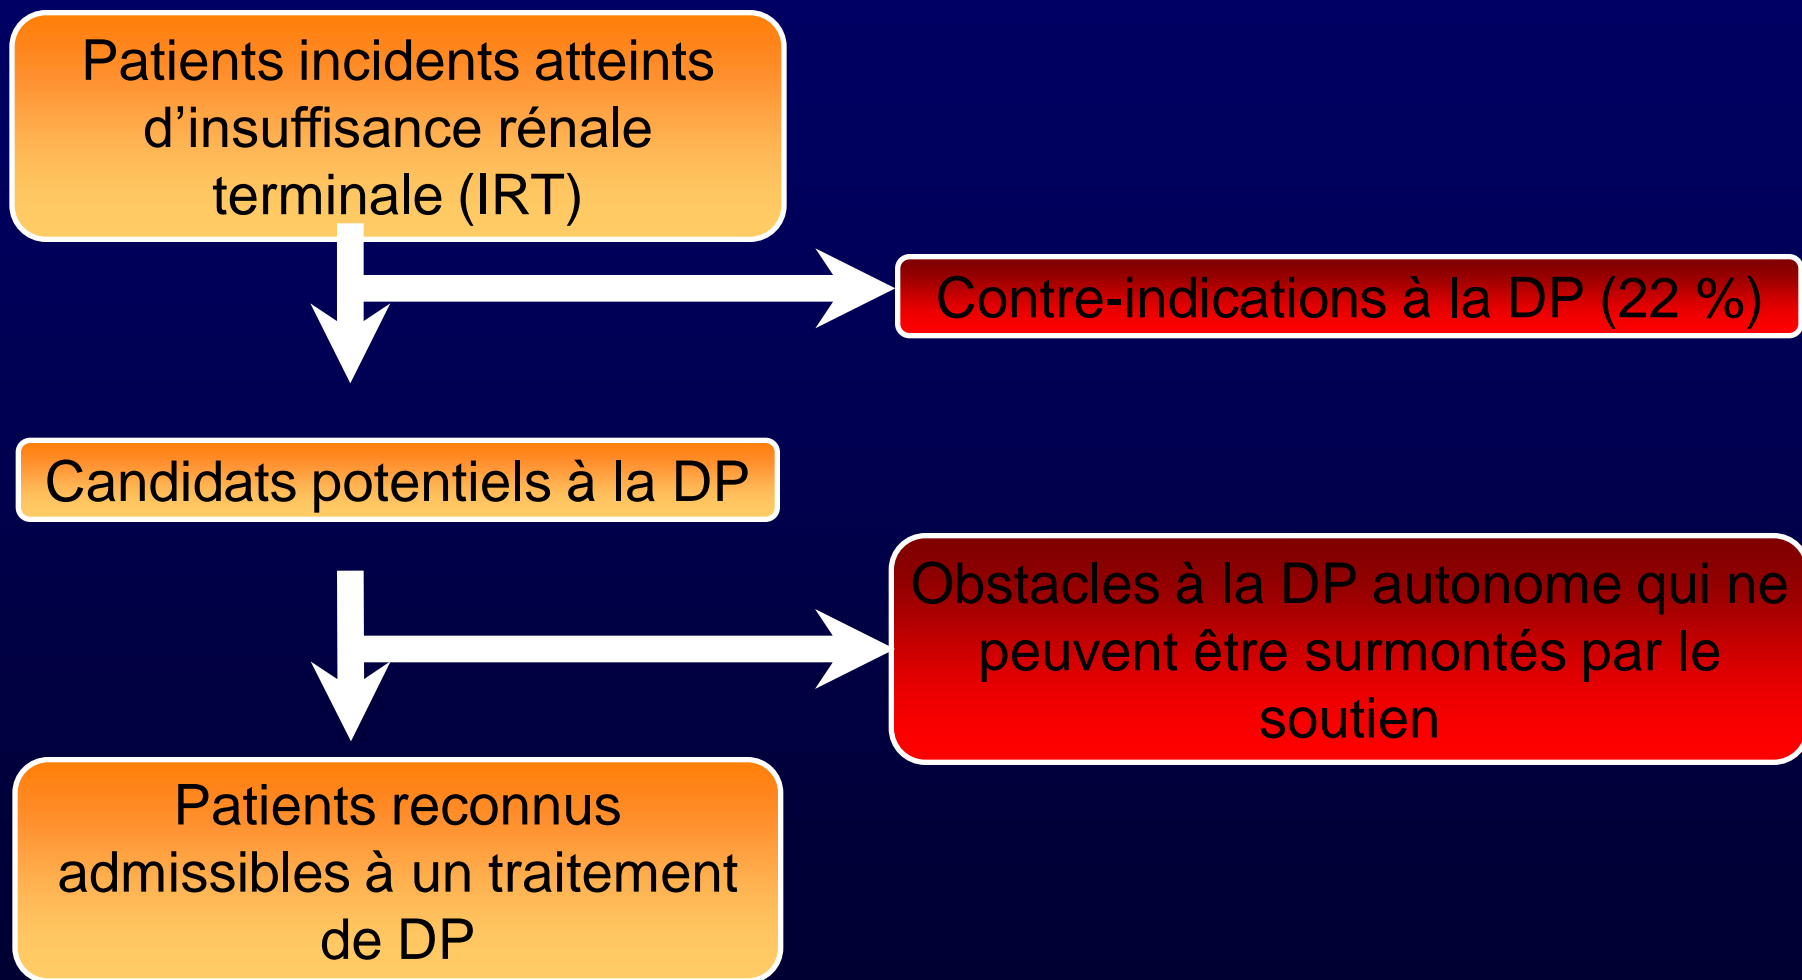 Patients incidents atteints
d’insuffisance rénale
terminale (IRT)
Contre-indications à la DP (22 %)
Candidats potentiels à la DP
Obstacles à la DP autonome qui ne
peuvent être surmontés par le
soutien
Patients reconnus
admissibles à un traitement
de DP